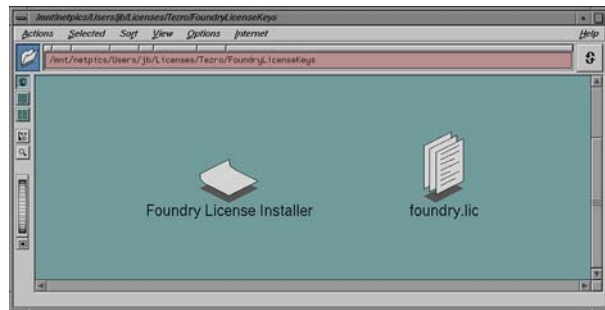 /mnt/netpics/Users/jb/Licenses/Tezro/FoundryLicenseKeys
Actions Selected Sort View Options Internet Help
/mnt/netpics/Users/jb/Licenses/Tezro/FoundryLicenseKeys
Foundry License Installer foundry.lic